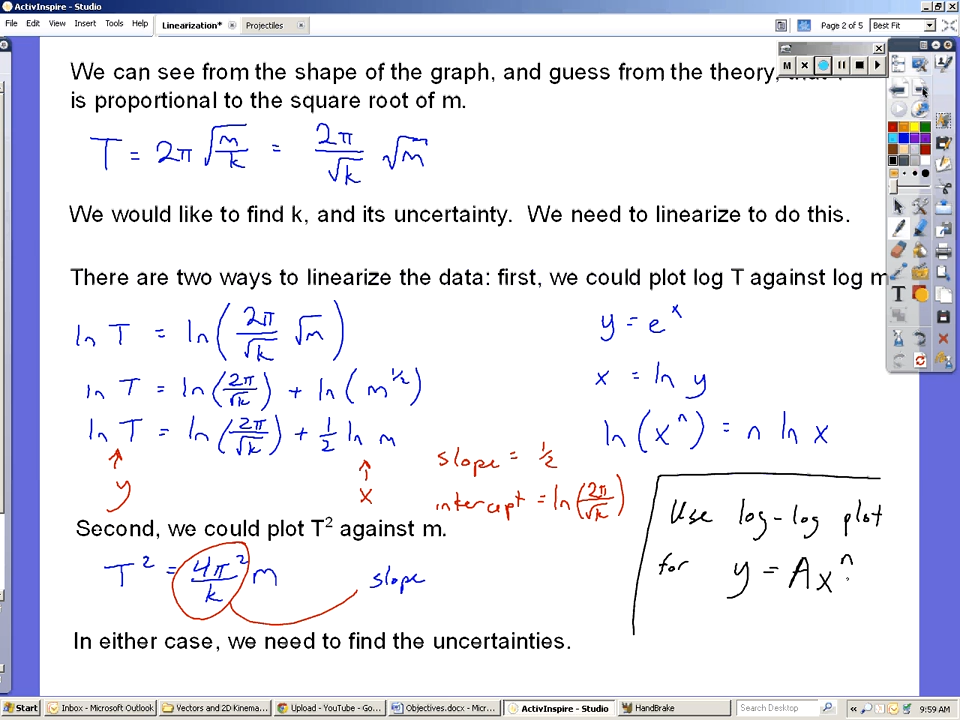 ActivInspire - Studio
File Edit View Insert Tools Help
Linearization* Projectiles
Page 2 of 5 Best Fit
We can see from the shape of the graph, and guess from the theory, that T
is proportional to the square root of m.
T = 2π √(m/k) = 2π/√k √m
We would like to find k, and its uncertainty. We need to linearize to do this.
There are two ways to linearize the data: first, we could plot log T against log m
ln T = ln(2π/√k √m)
y = e^x
ln T = ln(2π/√k) + ln(m^1/2)
x = ln y
ln T = ln(2π/√k) + 1/2 ln m
ln(x^n) = n ln x
y x
slope = 1/2
intercept = ln(2π/√k)
Use log-log plot
for y = Ax^n
Second, we could plot T² against m.
T² = 4π²/k m
slope
In either case, we need to find the uncertainties.
Start Inbox - Microsoft Outlook Vectors and 2D Kinema... Upload - YouTube - Go... Objectives.docx - Micr... ActivInspire - Studio HandBrake Search Desktop 9:59 AM